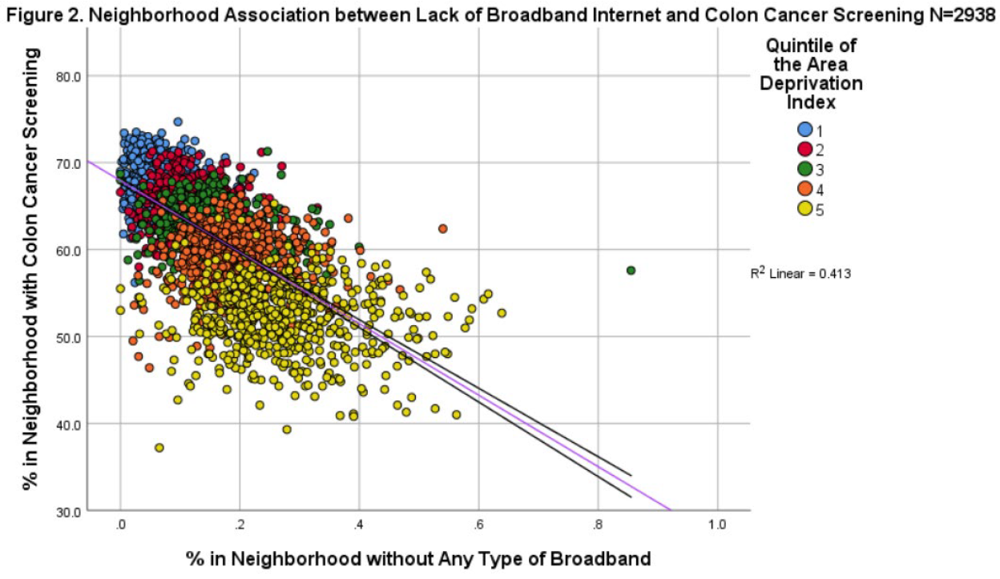 Figure 2. Neighborhood Association between Lack of Broadband Internet and Colon Cancer Screening N=2938
% in Neighborhood with Colon Cancer Screening
80.0
70.0
60.0
50.0
40.0
30.0
.0 .2 .4 .6 .8 1.0
% in Neighborhood without Any Type of Broadband
Quintile of
the Area
Deprivation
Index
1
2
3
4
5
R2 Linear = 0.413